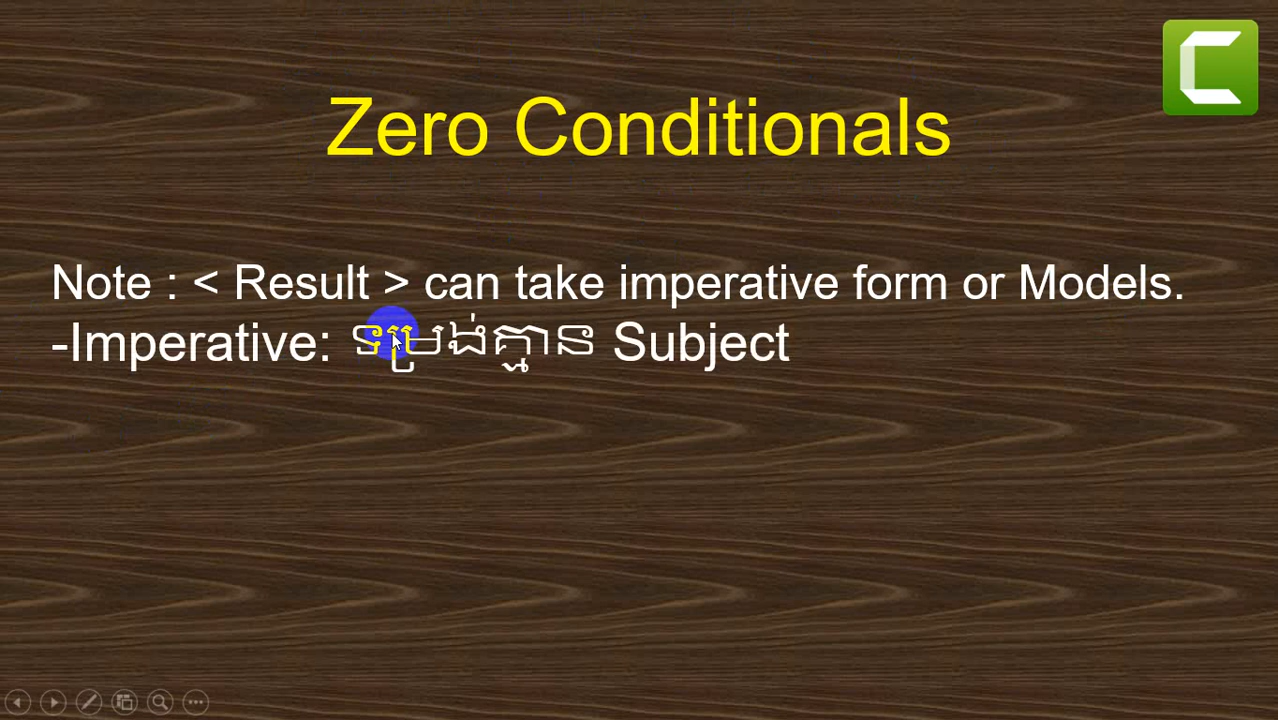 Zero Conditionals
Note : < Result > can take imperative form or Models.
-Imperative: ទម្រង់គ្មាន Subject